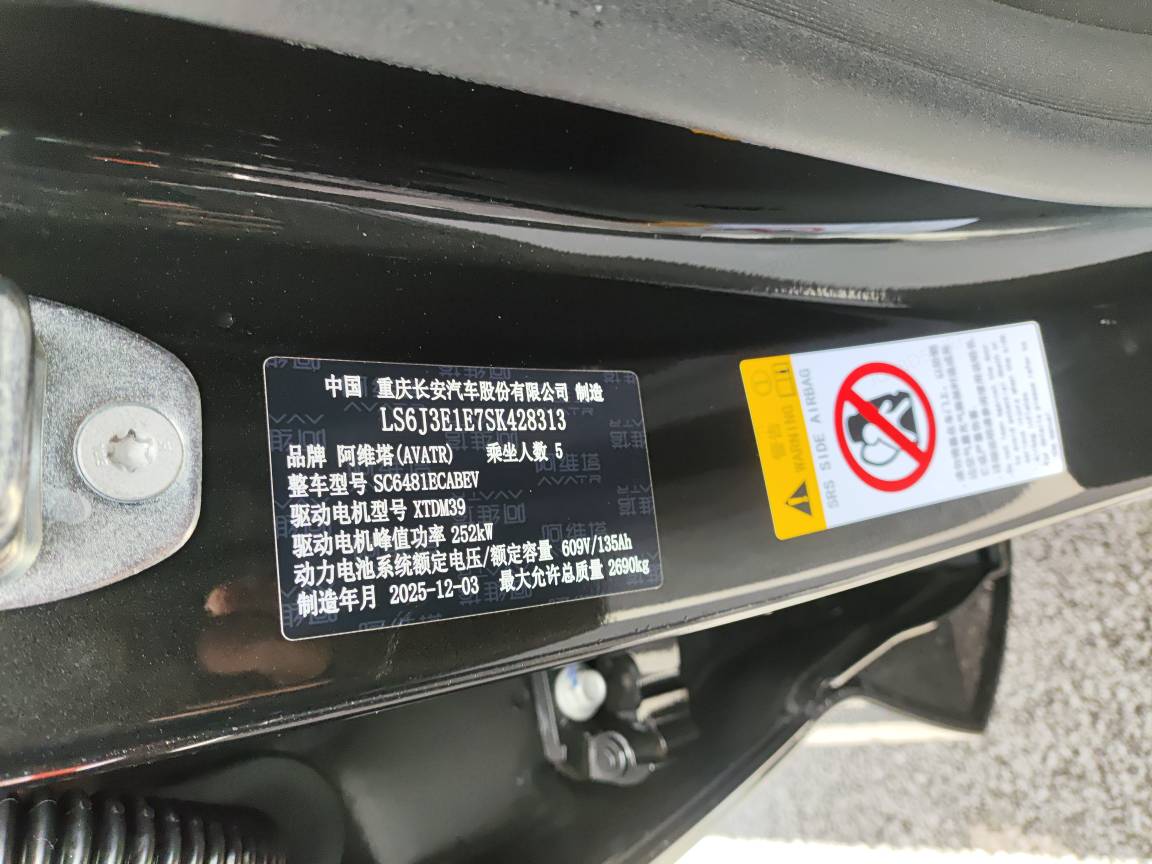 中国 重庆长安汽车股份有限公司 制造
LS6J3E1E7SK428313
品牌 阿维塔(AVATR) 乘坐人数 5
整车型号 SC6481ECABEV
驱动电机型号 XTDM39
驱动电机峰值功率 252kW
动力电池系统额定电压/额定容量 609V/135Ah
制造年月 2025-12-03 最大允许总质量 2690kg
警告
WARNING
SRS SIDE AIRBAG